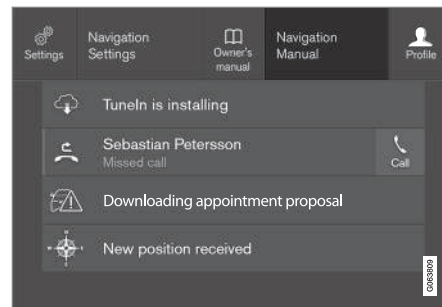 Settings
Navigation
Settings
Owner's
manual
Navigation
Manual
Profile
TuneIn is installing
Sebastian Petersson
Missed call
Call
Downloading appointment proposal
New position received
G063809